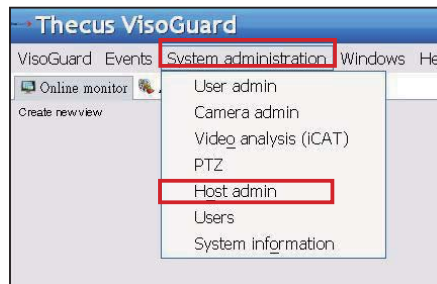 Thecus VisoGuard
VisoGuard Events System administration Windows He
Online monitor
Create new view
User admin
Camera admin
Video analysis (iCAT)
PTZ
Host admin
Users
System information